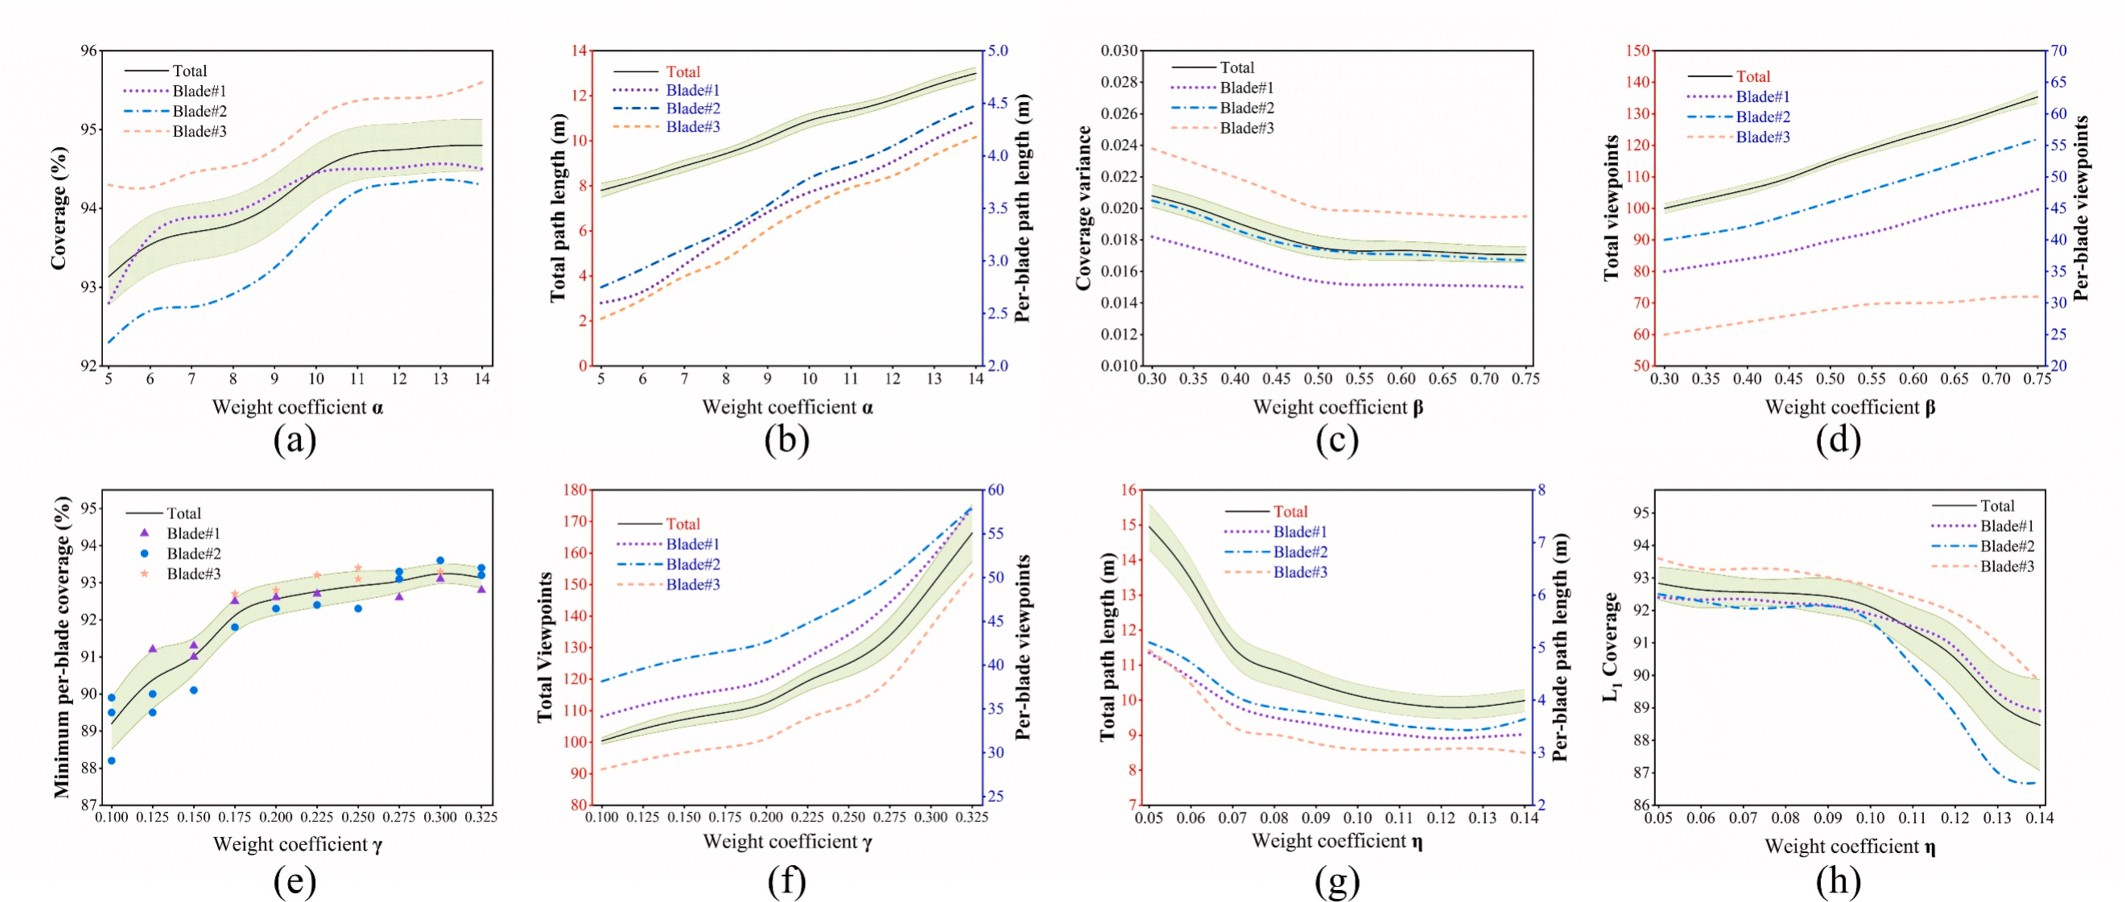 96
95
94
93
92
Coverage (%)
Total
Blade#1
Blade#2
Blade#3
5 6 7 8 9 10 11 12 13 14
Weight coefficient α
(a)
14
12
10
8
6
4
2
0
Total path length (m)
Total
Blade#1
Blade#2
Blade#3
5.0
4.5
4.0
3.5
3.0
2.5
2.0
Per-blade path length (m)
5 6 7 8 9 10 11 12 13 14
Weight coefficient α
(b)
0.030
0.028
0.026
0.024
0.022
0.020
0.018
0.016
0.014
0.012
0.010
Coverage variance
Total
Blade#1
Blade#2
Blade#3
0.30 0.35 0.40 0.45 0.50 0.55 0.60 0.65 0.70 0.75
Weight coefficient β
(c)
150
140
130
120
110
100
90
80
70
60
50
Total viewpoints
Total
Blade#1
Blade#2
Blade#3
70
65
60
55
50
45
40
35
30
25
20
Per-blade viewpoints
0.30 0.35 0.40 0.45 0.50 0.55 0.60 0.65 0.70 0.75
Weight coefficient β
(d)
95
94
93
92
91
90
89
88
87
Minimum per-blade coverage (%)
Total
Blade#1
Blade#2
Blade#3
0.100 0.125 0.150 0.175 0.200 0.225 0.250 0.275 0.300 0.325
Weight coefficient γ
(e)
180
170
160
150
140
130
120
110
100
90
80
Total Viewpoints
Total
Blade#1
Blade#2
Blade#3
60
55
50
45
40
35
30
25
Per-blade viewpoints
0.100 0.125 0.150 0.175 0.200 0.225 0.250 0.275 0.300 0.325
Weight coefficient γ
(f)
16
15
14
13
12
11
10
9
8
7
Total path length (m)
Total
Blade#1
Blade#2
Blade#3
8
7
6
5
4
3
2
Per-blade path length (m)
0.05 0.06 0.07 0.08 0.09 0.10 0.11 0.12 0.13 0.14
Weight coefficient η
(g)
95
94
93
92
91
90
89
88
87
86
L₁ Coverage
Total
Blade#1
Blade#2
Blade#3
0.05 0.06 0.07 0.08 0.09 0.10 0.11 0.12 0.13 0.14
Weight coefficient η
(h)